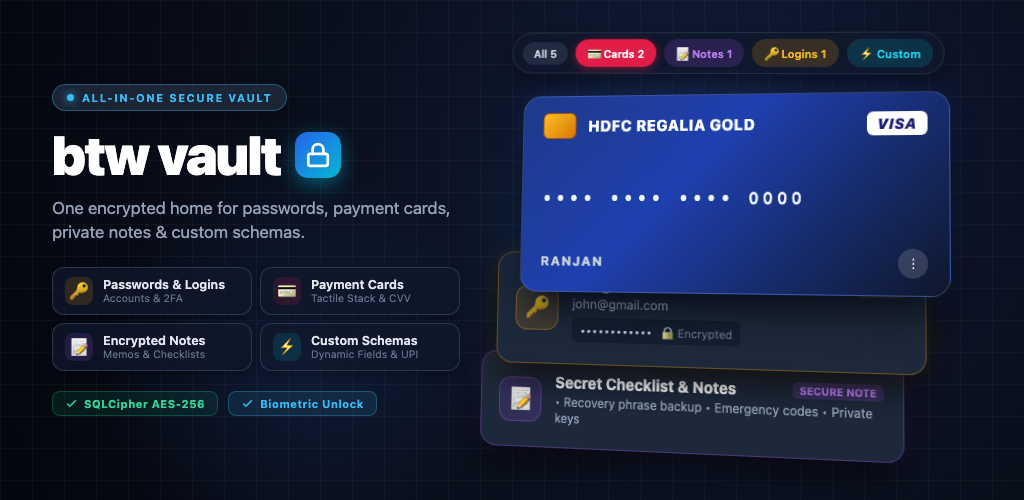 ALL-IN-ONE SECURE VAULT
btw vault
One encrypted home for passwords, payment cards,
private notes & custom schemas.
Passwords & Logins
Accounts & 2FA
Payment Cards
Tactile Stack & CVV
Encrypted Notes
Memos & Checklists
Custom Schemas
Dynamic Fields & UPI
✓ SQLCipher AES-256
✓ Biometric Unlock
All 5
Cards 2
Notes 1
Logins 1
Custom
HDFC REGALIA GOLD
VISA
•••• •••• •••• 0000
RANJAN
john@gmail.com
•••••••••••• Encrypted
Secret Checklist & Notes
SECURE NOTE
• Recovery phrase backup • Emergency codes • Private
keys